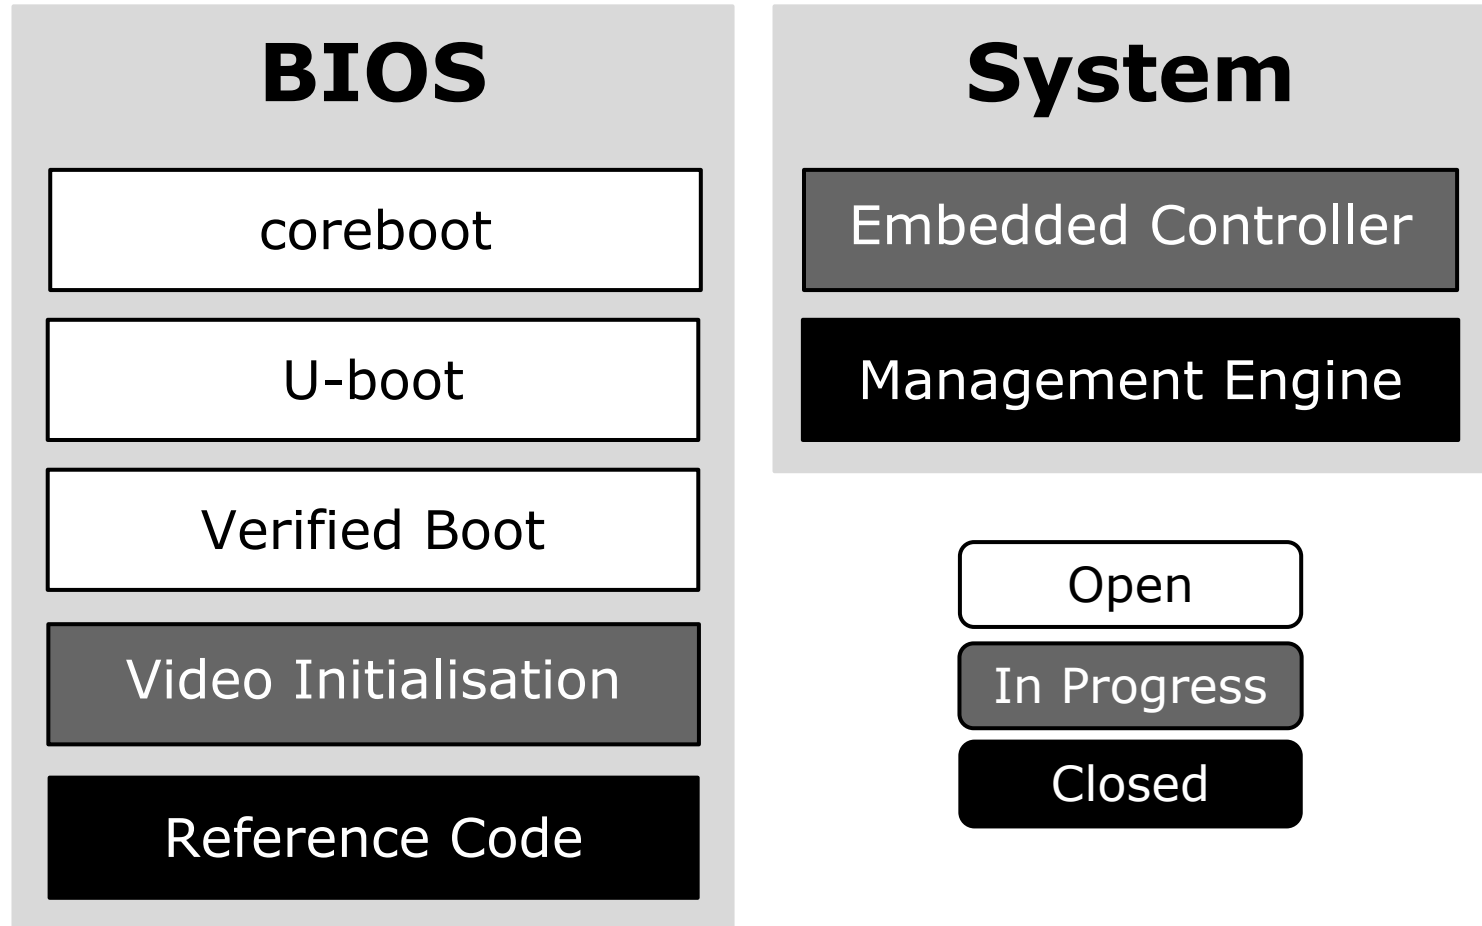 BIOS
coreboot
U-boot
Verified Boot
Video Initialisation
Reference Code
System
Embedded Controller
Management Engine
Open
In Progress
Closed